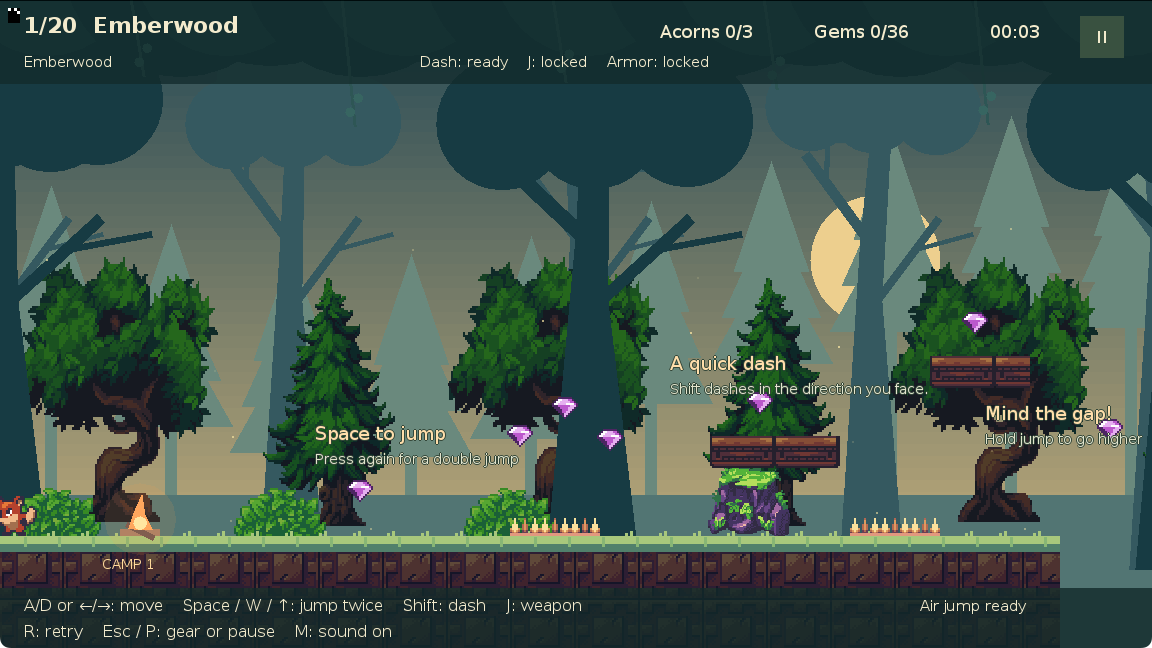 1/20 Emberwood
Acorns 0/3
Gems 0/36
00:03
Emberwood
Dash: ready J: locked Armor: locked
A quick dash
Shift dashes in the direction you face.
Mind the gap!
Hold jump to go higher
Space to jump
Press again for a double jump
CAMP 1
A/D or ←/→: move Space / W / ↑: jump twice Shift: dash J: weapon
Air jump ready
R: retry Esc / P: gear or pause M: sound on